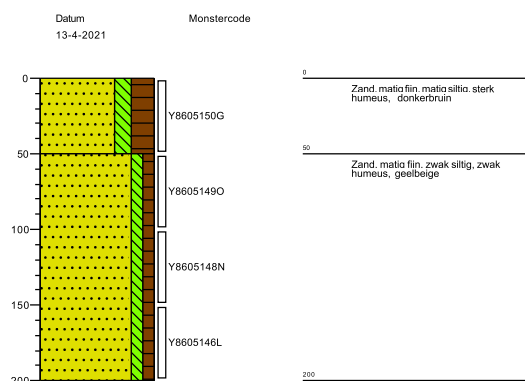 Datum Monstercode
13-4-2021
0 0
Zand, matig fijn, matig siltig, sterk
humeus, donkerbruin
Y8605150G
50 50
Zand, matig fijn, zwak siltig, zwak
humeus, geelbeige
Y8605149O
100
Y8605148N
150
Y8605146L
200 200